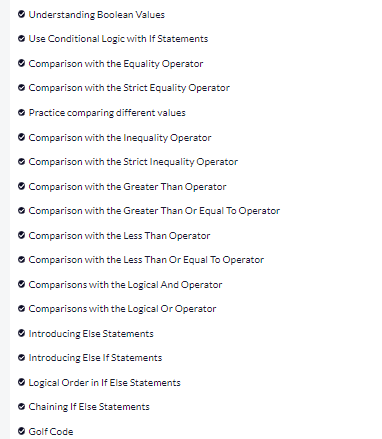 Understanding Boolean Values
Use Conditional Logic with If Statements
Comparison with the Equality Operator
Comparison with the Strict Equality Operator
Practice comparing different values
Comparison with the Inequality Operator
Comparison with the Strict Inequality Operator
Comparison with the Greater Than Operator
Comparison with the Greater Than Or Equal To Operator
Comparison with the Less Than Operator
Comparison with the Less Than Or Equal To Operator
Comparisons with the Logical And Operator
Comparisons with the Logical Or Operator
Introducing Else Statements
Introducing Else If Statements
Logical Order in If Else Statements
Chaining If Else Statements
Golf Code